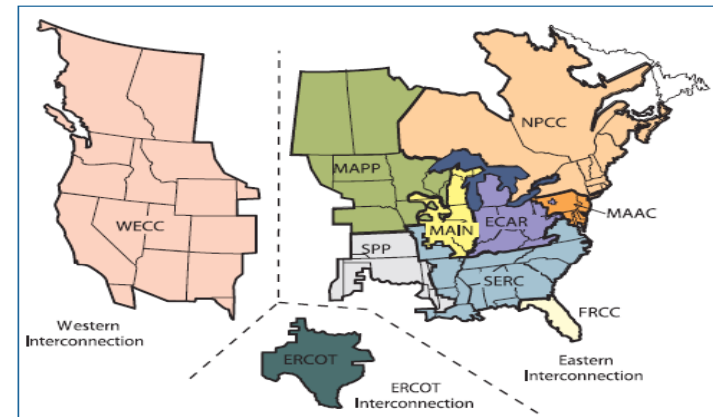 NPCC
MAPP
WECC
MAIN
ECAR
MAAC
SPP
SERC
FRCC
Western
Interconnection
ERCOT
ERCOT
Interconnection
Eastern
Interconnection